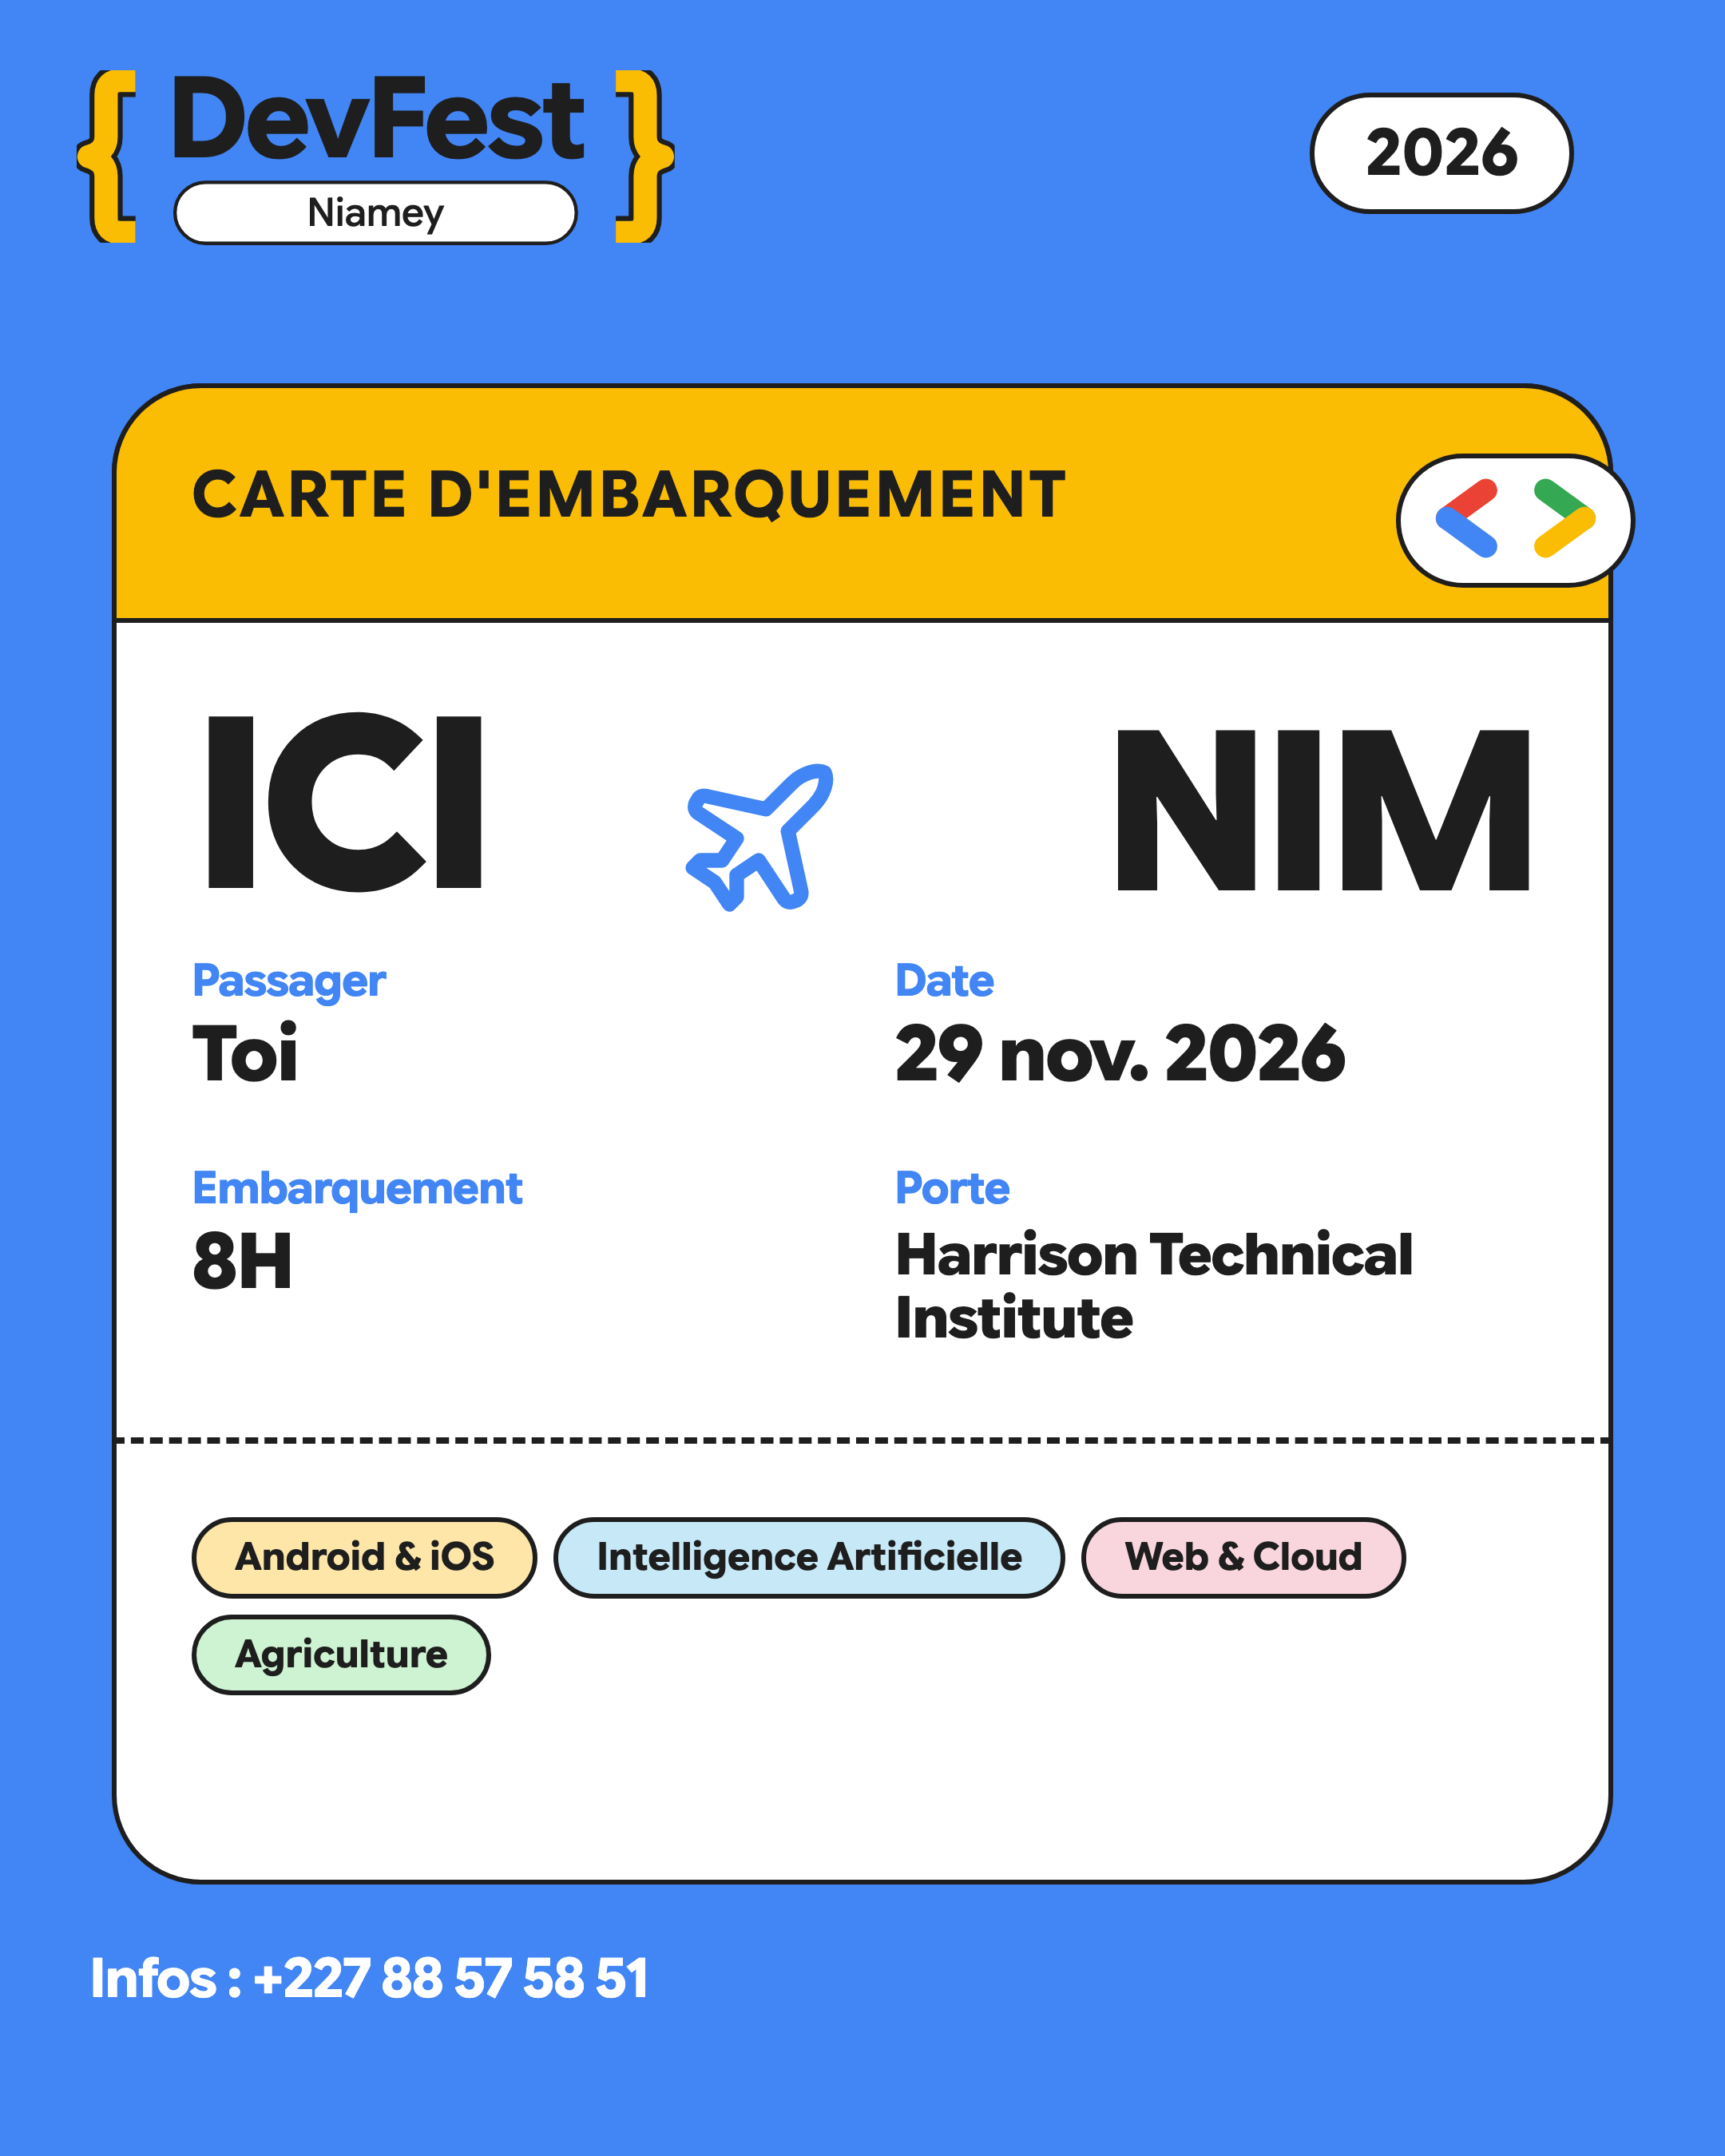 DevFest
Niamey
2026
CARTE D'EMBARQUEMENT
ICI
NIM
Passager
Toi
Date
29 nov. 2026
Embarquement
8H
Porte
Harrison Technical
Institute
Android & iOS
Intelligence Artificielle
Web & Cloud
Agriculture
Infos : +227 88 57 58 51